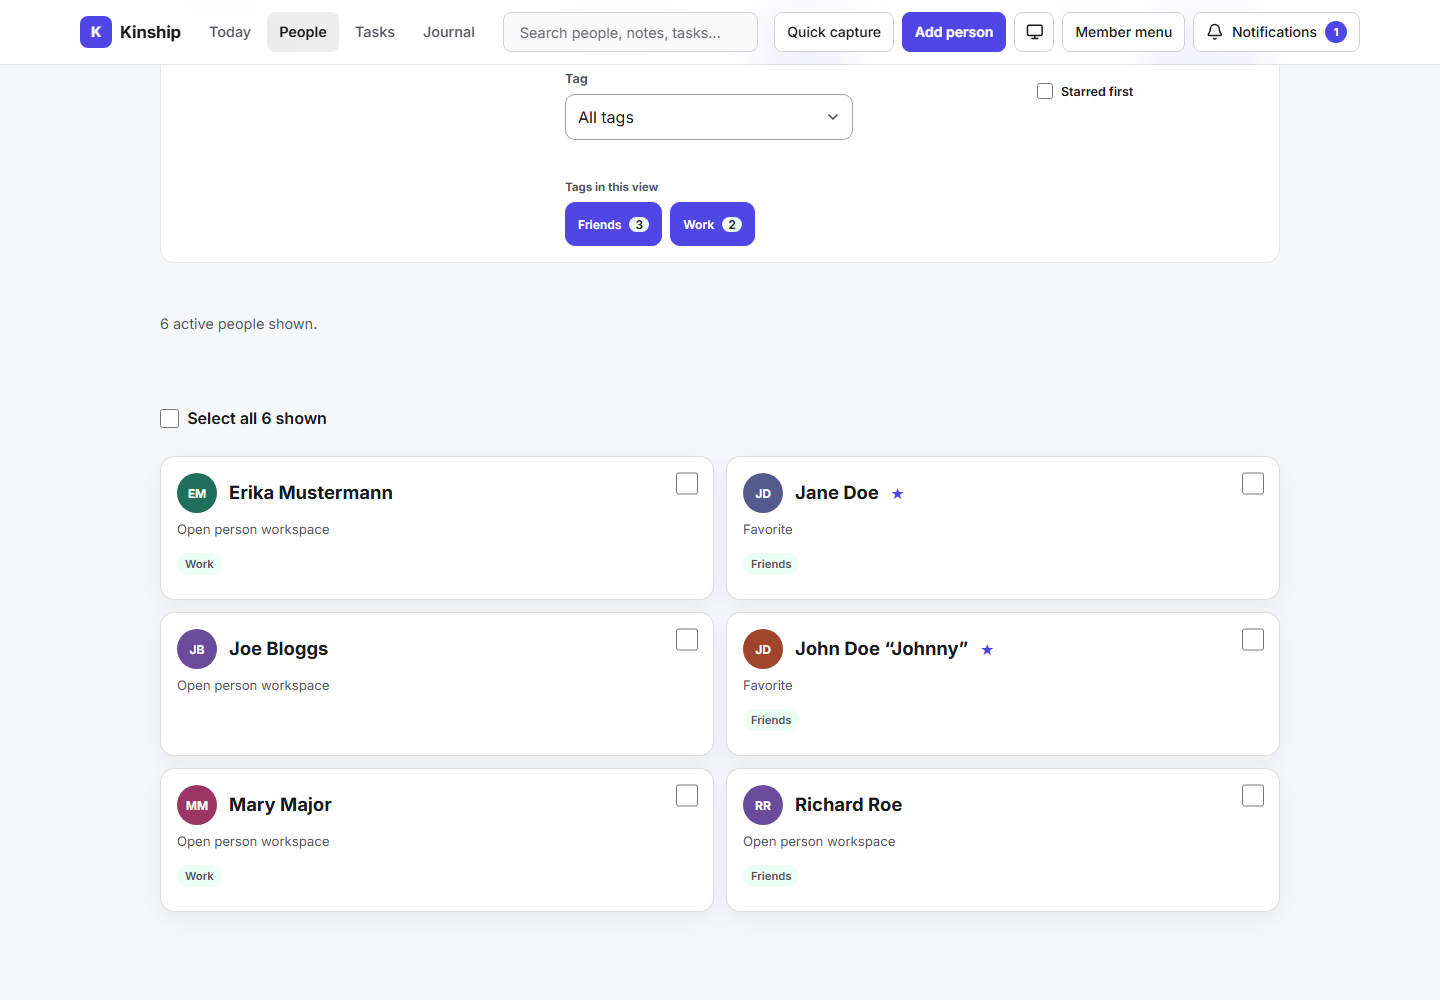 K Kinship Today People Tasks Journal Search people, notes, tasks... Quick capture Add person Member menu Notifications 1
Tag
Starred first
All tags
Tags in this view
Friends 3 Work 2
6 active people shown.
Select all 6 shown
EM Erika Mustermann
Open person workspace
Work
JD Jane Doe ★
Favorite
Friends
JB Joe Bloggs
Open person workspace
JD John Doe “Johnny” ★
Favorite
Friends
MM Mary Major
Open person workspace
Work
RR Richard Roe
Open person workspace
Friends